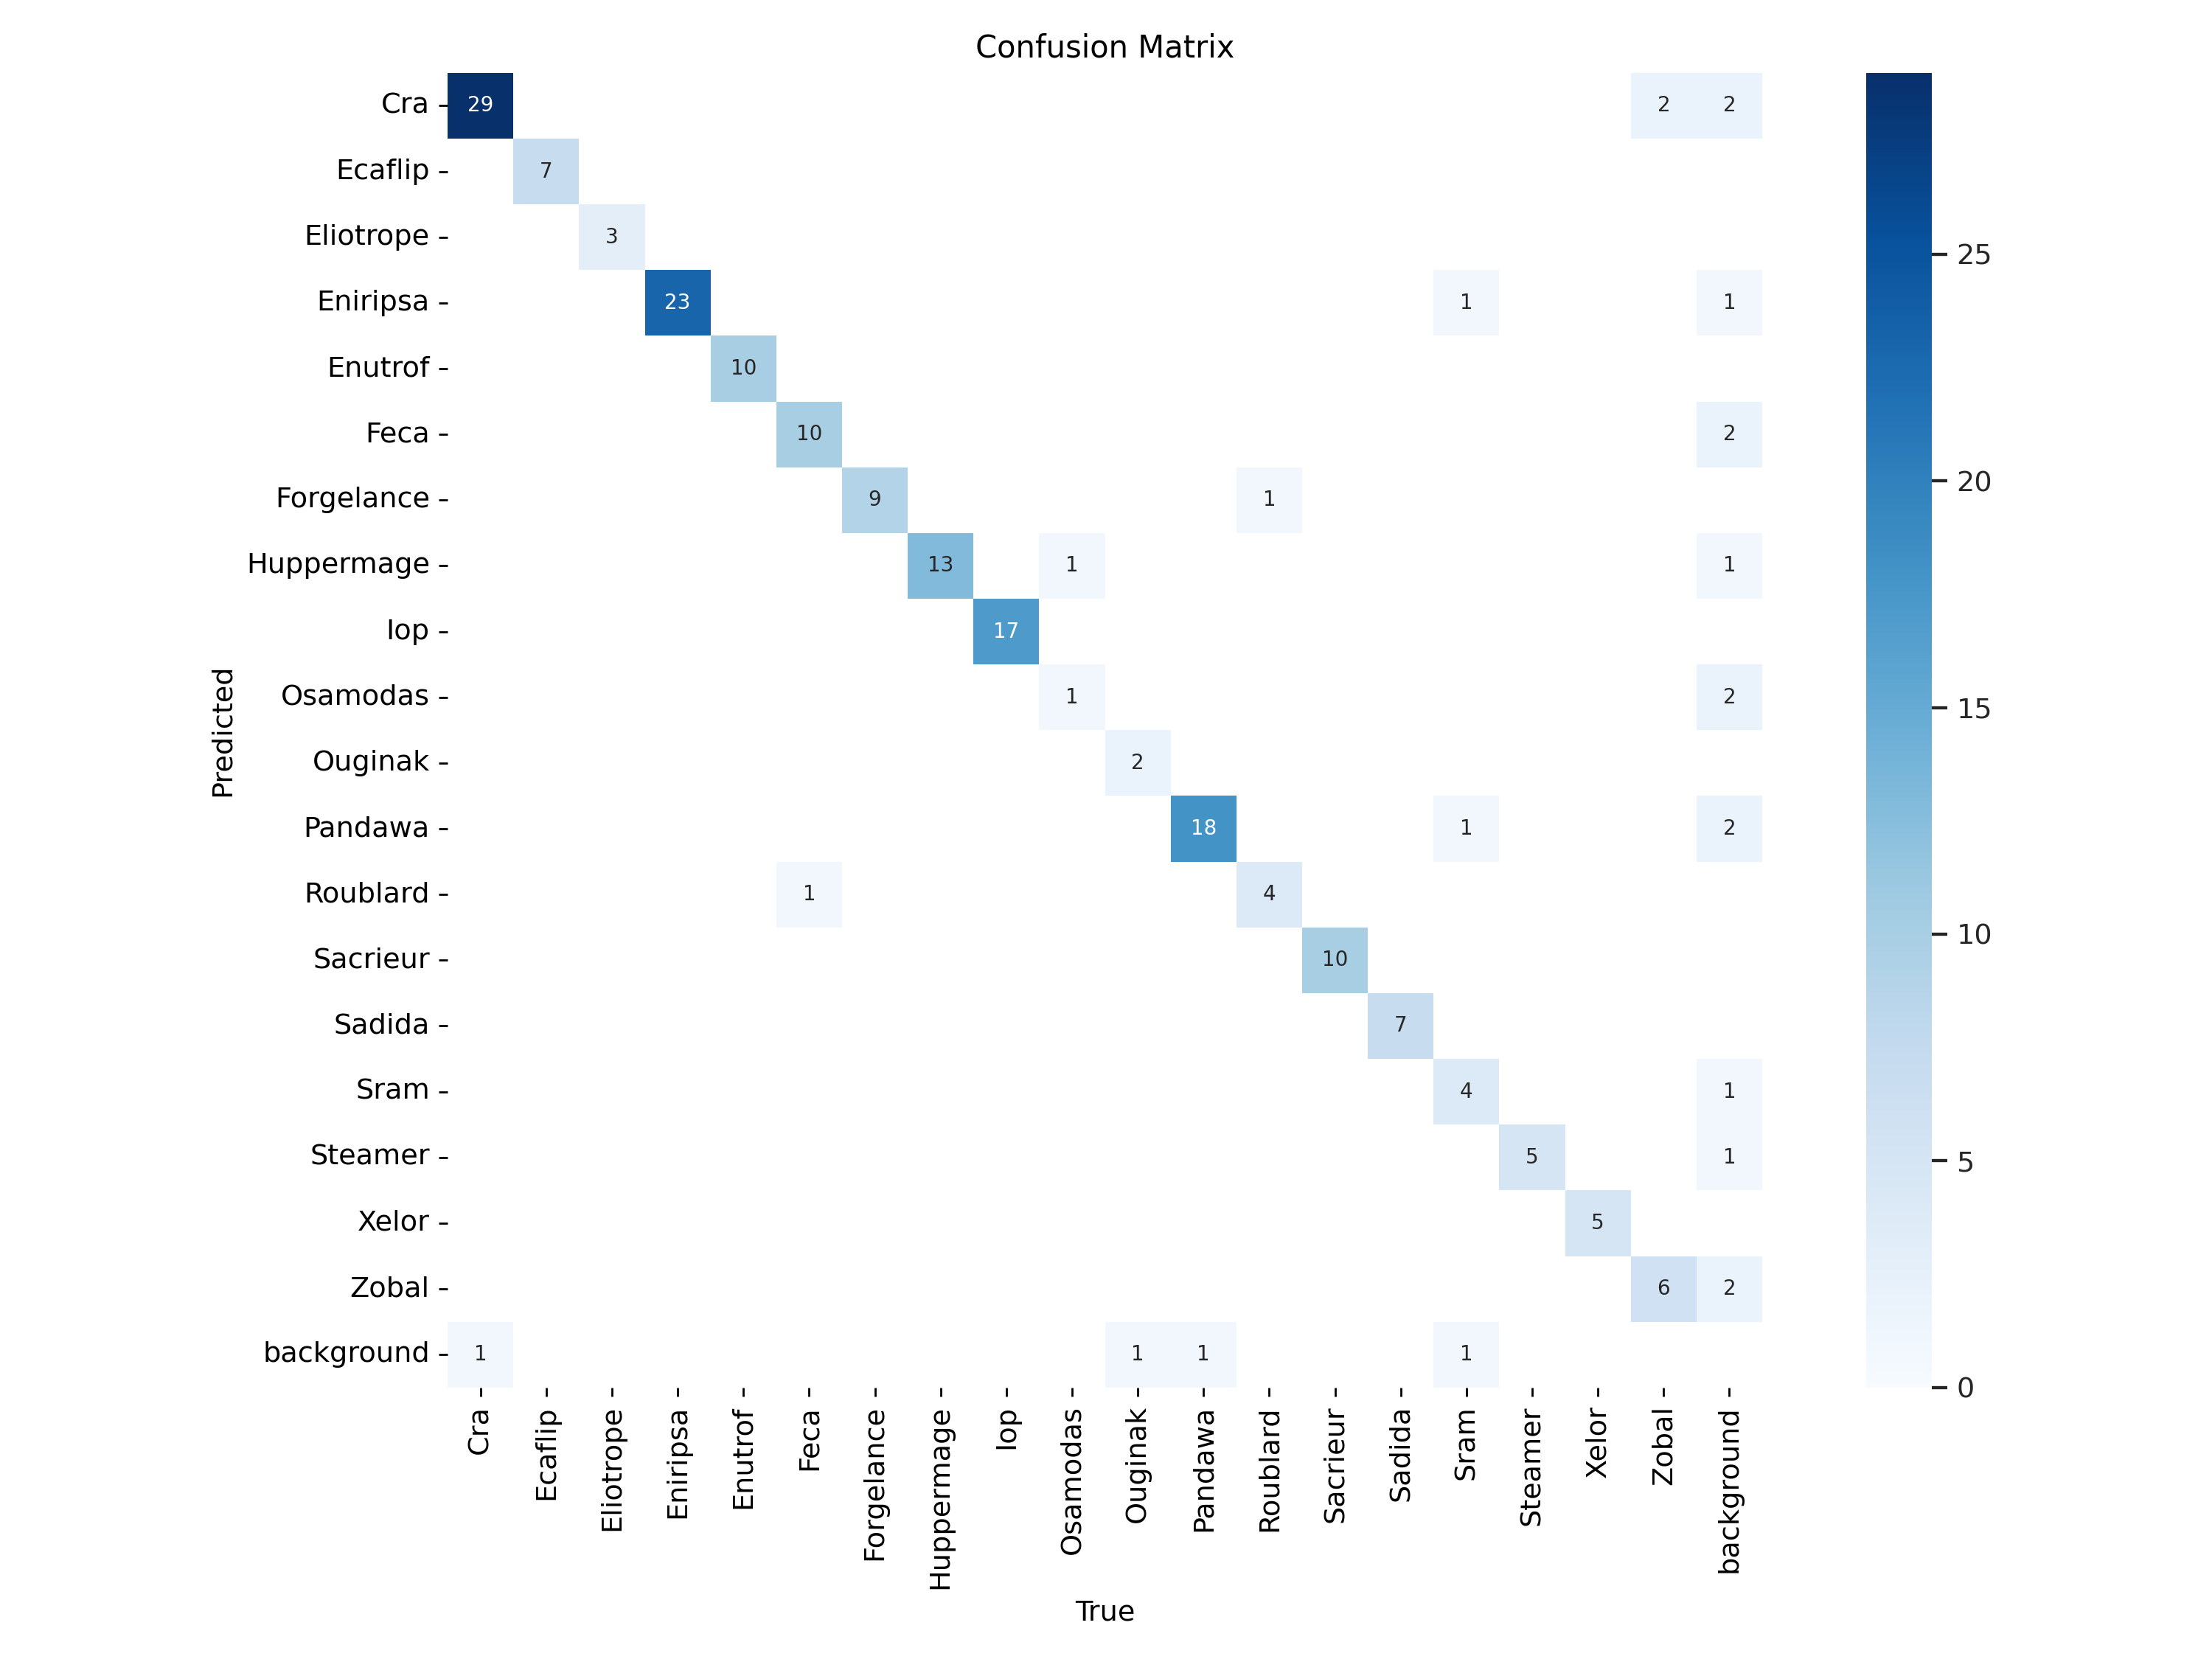 Confusion Matrix
Predicted
Cra 29 2 2
Ecaflip 7
Eliotrope 3
Eniripsa 23 1 1
Enutrof 10
Feca 10 2
Forgelance 9 1
Huppermage 13 1 1
Iop 17
Osamodas 1 2
Ouginak 2
Pandawa 18 1 2
Roublard 1 4
Sacrieur 10
Sadida 7
Sram 4 1
Steamer 5 1
Xelor 5
Zobal 6 2
background 1 1 1 1
Cra Ecaflip Eliotrope Eniripsa Enutrof Feca Forgelance Huppermage Iop Osamodas Ouginak Pandawa Roublard Sacrieur Sadida Sram Steamer Xelor Zobal background
True
25
20
15
10
5
0